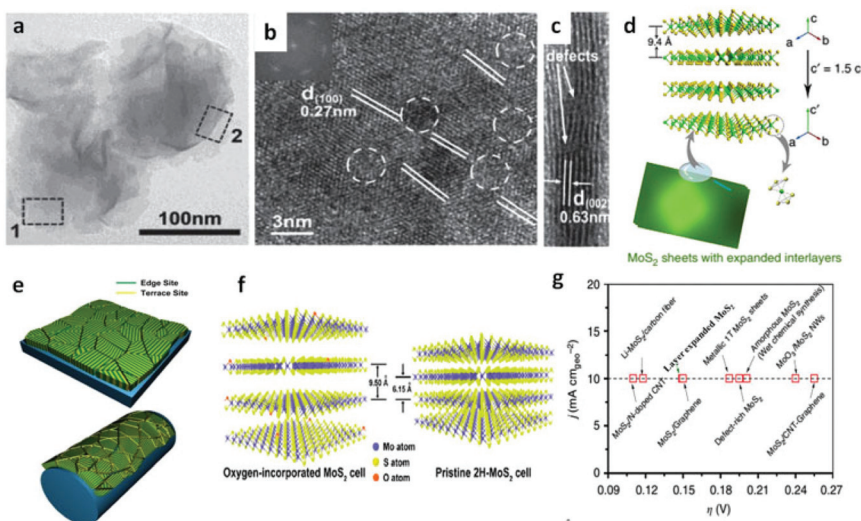 a
2
1
100nm
b
d(100)
0.27nm
3nm
c
defects
d(002)
0.63nm
d
9.4 Å
c
a
b
c' = 1.5 c
c'
a
b
MoS₂ sheets with expanded interlayers
e
Edge Site
Terrace Site
f
9.50 Å
6.15 Å
Mo atom
S atom
O atom
Oxygen-incorporated MoS₂ cell
Pristine 2H-MoS₂ cell
g
j (mA cm_geo⁻²)
20
15
10
5
0
Li-MoS₂/carbon fiber
Layer expanded MoS₂
Metallic 1T MoS₂ sheets
Amorphous MoS₂
(Wet chemical synthesis)
MoO₃/MoS₂ NWs
MoS₂/N-doped CNT
MoS₂/Graphene
Defect-rich MoS₂
MoS₂/CNT-Graphene
0.09
0.12
0.15
0.18
0.21
0.24
0.27
η (V)